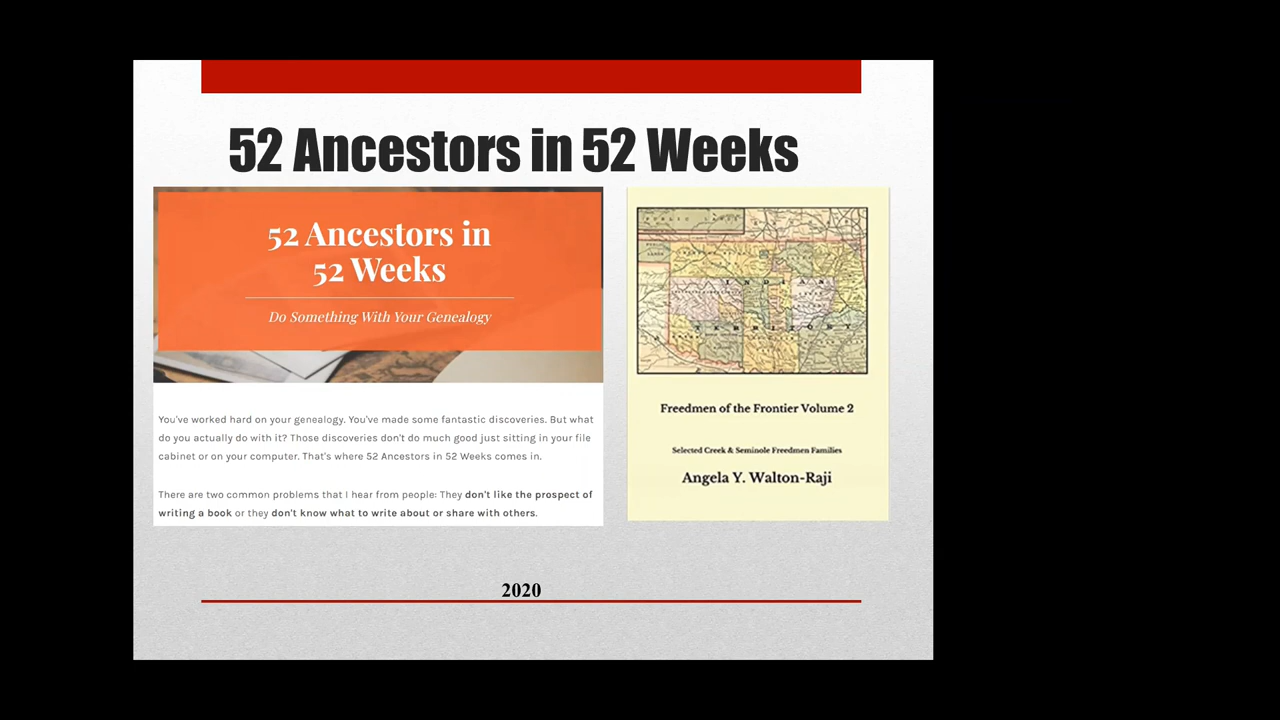 52 Ancestors in 52 Weeks
52 Ancestors in
52 Weeks
Do Something With Your Genealogy
You've worked hard on your genealogy. You've made some fantastic discoveries. But what
do you actually do with it? Those discoveries don't do much good just sitting in your file
cabinet or on your computer. That's where 52 Ancestors in 52 Weeks comes in.
There are two common problems that I hear from people: They don't like the prospect of
writing a book or they don't know what to write about or share with others.
PUBLIC LANDS
INDIAN
TERRITORY
Freedmen of the Frontier Volume 2
Selected Creek & Seminole Freedmen Families
Angela Y. Walton-Raji
2020